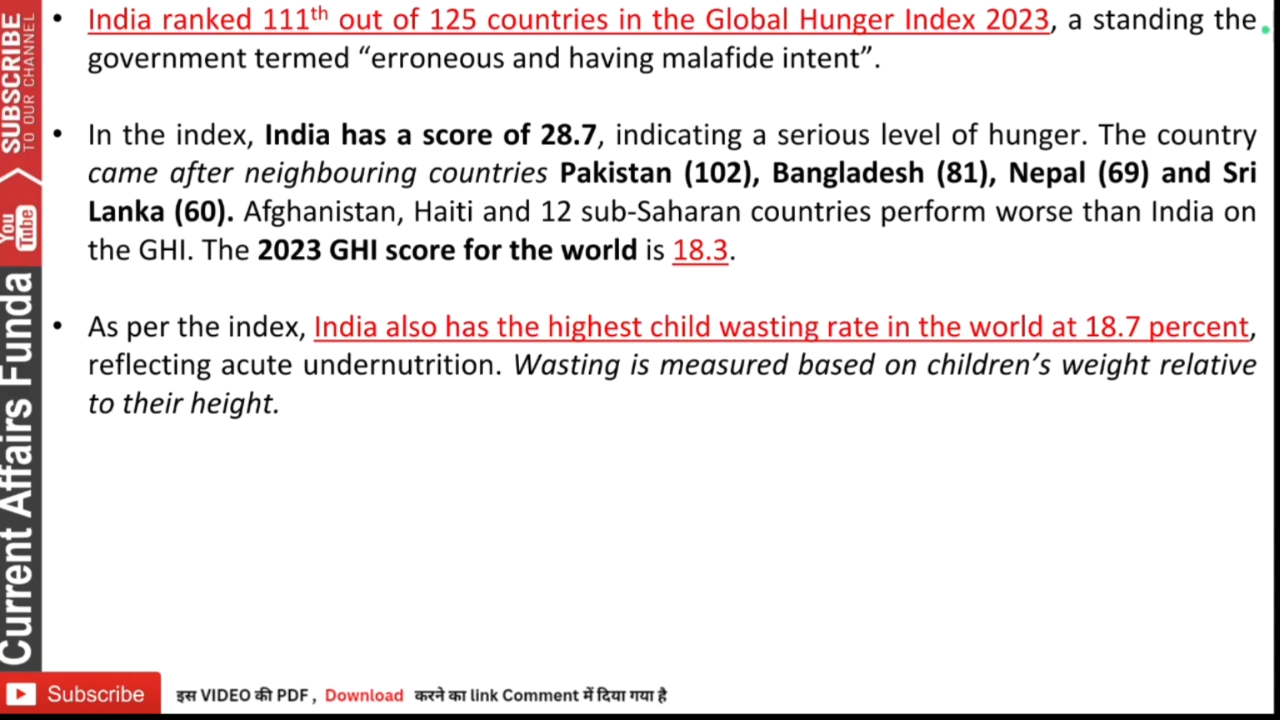 India ranked 111th out of 125 countries in the Global Hunger Index 2023, a standing the
government termed “erroneous and having malafide intent”.
In the index, India has a score of 28.7, indicating a serious level of hunger. The country
came after neighbouring countries Pakistan (102), Bangladesh (81), Nepal (69) and Sri
Lanka (60). Afghanistan, Haiti and 12 sub-Saharan countries perform worse than India on
the GHI. The 2023 GHI score for the world is 18.3.
As per the index, India also has the highest child wasting rate in the world at 18.7 percent,
reflecting acute undernutrition. Wasting is measured based on children’s weight relative
to their height.
SUBSCRIBE
TO OUR CHANNEL
You
Tube
Current Affairs Funda
Subscribe
इस VIDEO की PDF , Download करने का link Comment में दिया गया है